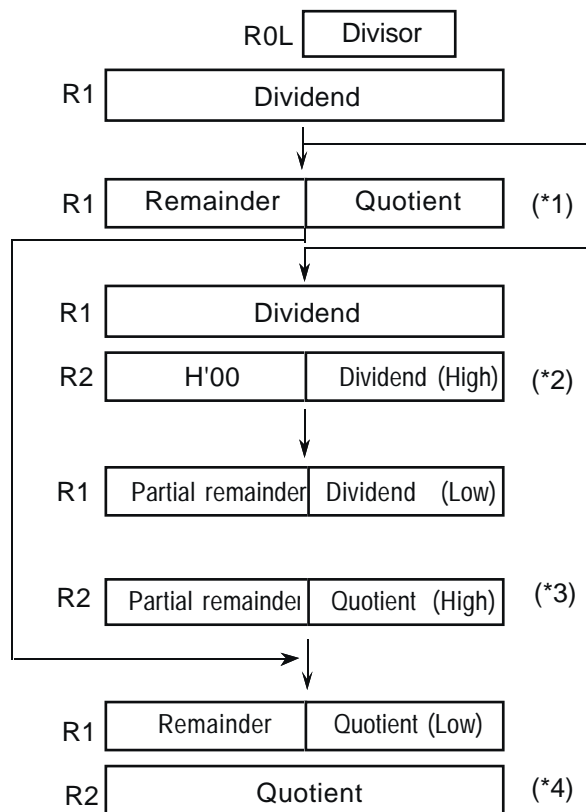 R0L Divisor
R1 Dividend
R1 Remainder Quotient (*1)
R1 Dividend
R2 H'00 Dividend (High) (*2)
R1 Partial remainder Dividend (Low)
R2 Partial remainder Quotient (High) (*3)
R1 Remainder Quotient (Low)
R2 Quotient (*4)